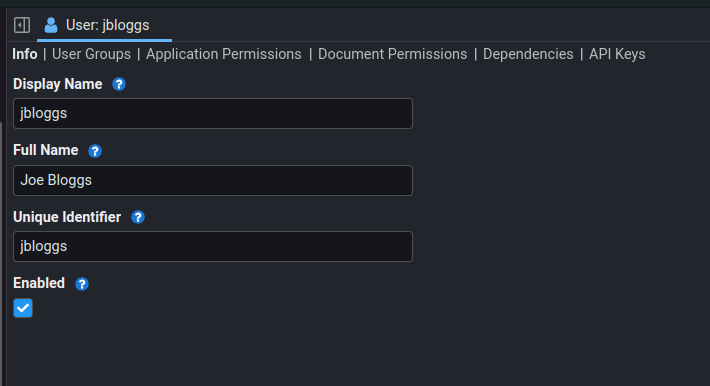 User: jbloggs
Info | User Groups | Application Permissions | Document Permissions | Dependencies | API Keys
Display Name ?
jbloggs
Full Name ?
Joe Bloggs
Unique Identifier ?
jbloggs
Enabled ?